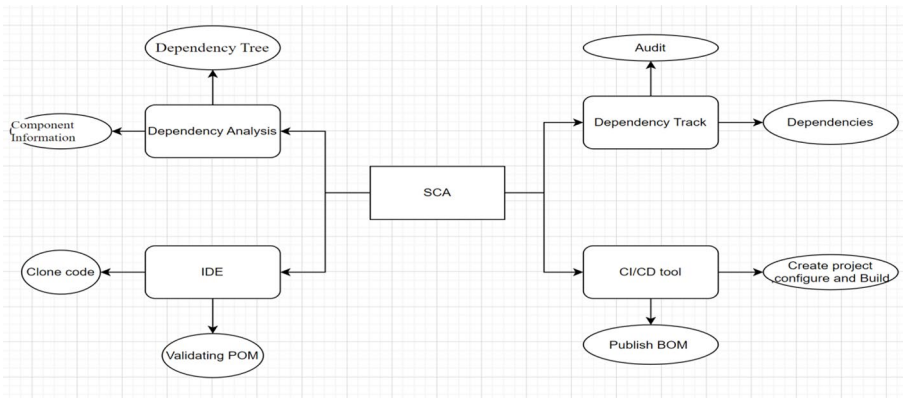 Dependency Tree
Audit
Component
Information
Dependency Analysis
Dependency Track
Dependencies
SCA
Clone code
IDE
CI/CD tool
Create project
,configure and Build
Validating POM
Publish BOM